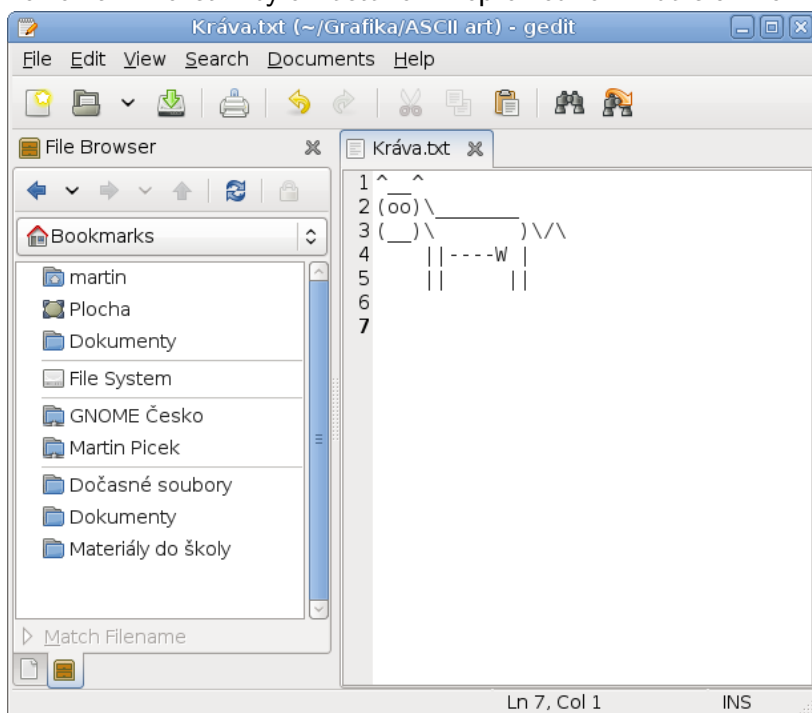 Kráva.txt (~/Grafika/ASCII art) - gedit
File Edit View Search Documents Help
File Browser
Bookmarks
martin
Plocha
Dokumenty
File System
GNOME Česko
Martin Picek
Dočasné soubory
Dokumenty
Materiály do školy
Match Filename
Kráva.txt
1 ^__^
2 (oo)\_______
3 (__)\       )\/\
4     ||----W |
5     ||     ||
6
7
Ln 7, Col 1 INS